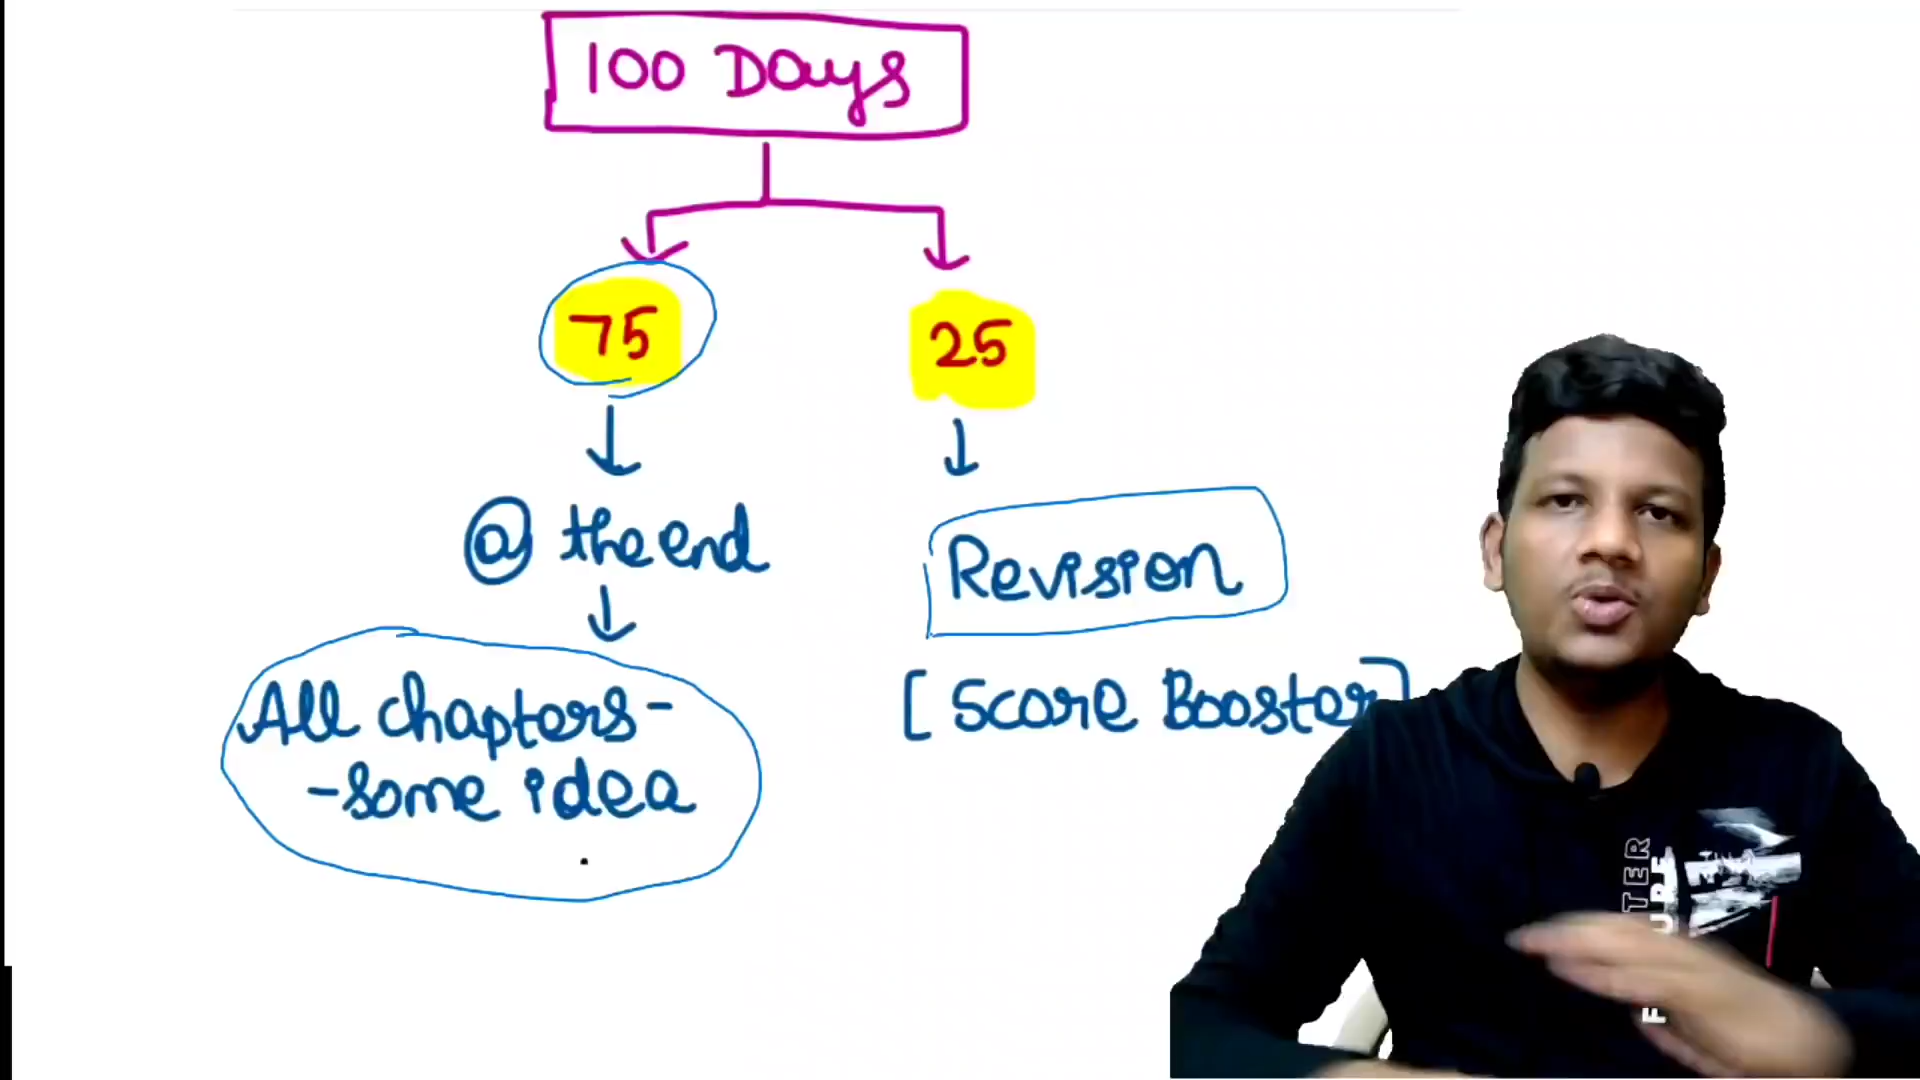 100 Days
75
25
@ the end
Revision
All chapters-
-some idea
[Score Booster]